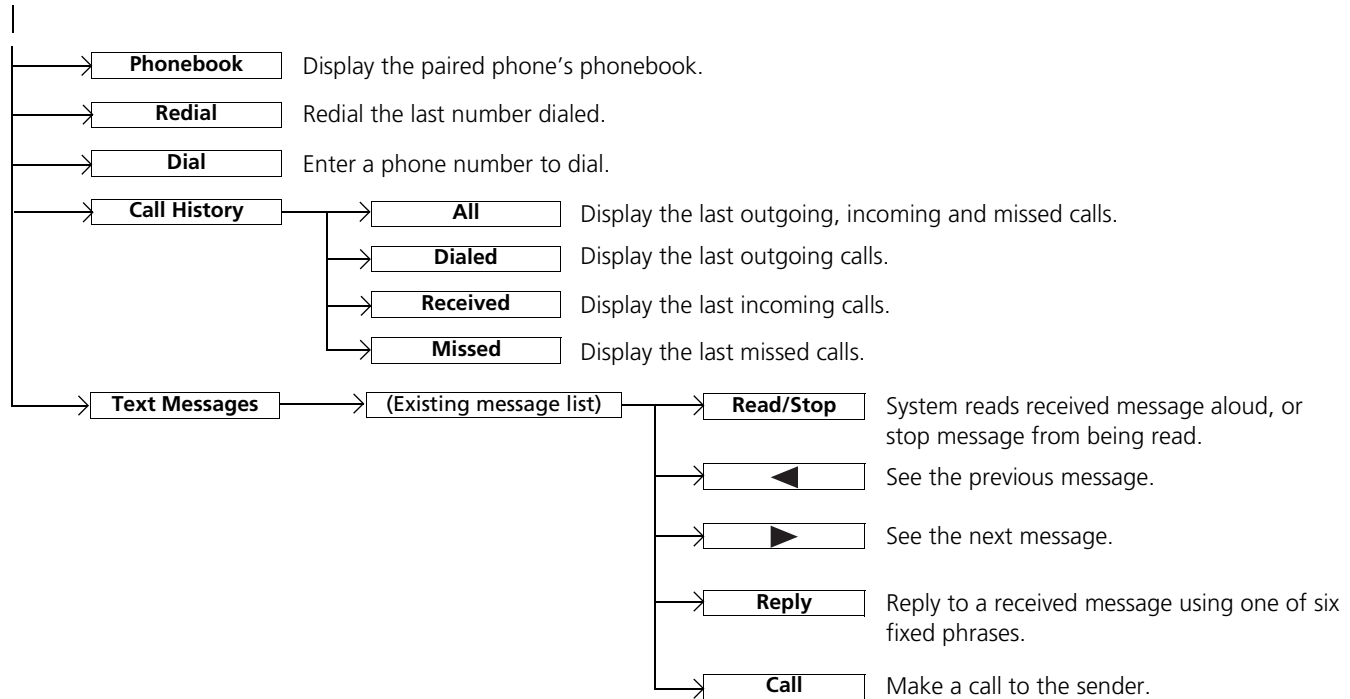 Phonebook Display the paired phone's phonebook.
Redial Redial the last number dialed.
Dial Enter a phone number to dial.
Call History All Display the last outgoing, incoming and missed calls.
Dialed Display the last outgoing calls.
Received Display the last incoming calls.
Missed Display the last missed calls.
Text Messages (Existing message list) Read/Stop System reads received message aloud, or
stop message from being read.
See the previous message.
See the next message.
Reply Reply to a received message using one of six
fixed phrases.
Call Make a call to the sender.